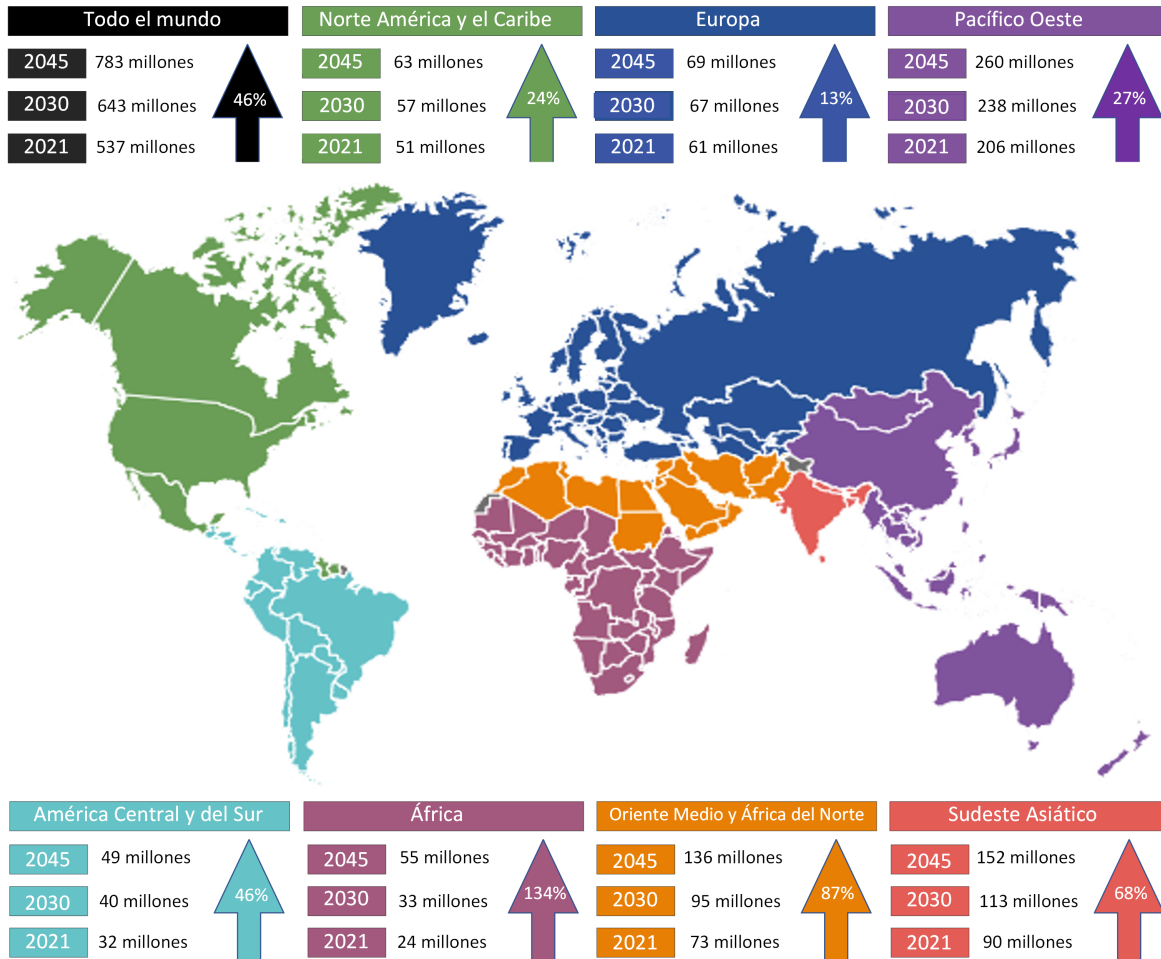 Todo el mundo
2045 783 millones
2030 643 millones
2021 537 millones
46%
Norte América y el Caribe
2045 63 millones
2030 57 millones
2021 51 millones
24%
Europa
2045 69 millones
2030 67 millones
2021 61 millones
13%
Pacífico Oeste
2045 260 millones
2030 238 millones
2021 206 millones
27%
América Central y del Sur
2045 49 millones
2030 40 millones
2021 32 millones
46%
África
2045 55 millones
2030 33 millones
2021 24 millones
134%
Oriente Medio y África del Norte
2045 136 millones
2030 95 millones
2021 73 millones
87%
Sudeste Asiático
2045 152 millones
2030 113 millones
2021 90 millones
68%